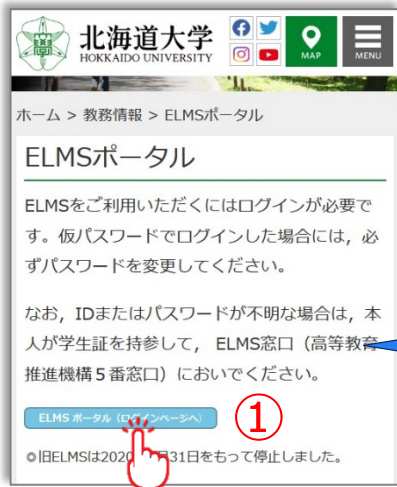 北海道大学
HOKKAIDO UNIVERSITY
MAP
MENU
ホーム > 教務情報 > ELMSポータル
ELMSポータル
ELMSをご利用いただくにはログインが必要で
す。仮パスワードでログインした場合には，必
ずパスワードを変更してください。
なお，IDまたはパスワードが不明な場合は，本
人が学生証を持参して， ELMS窓口（高等教育
推進機構５番窓口）においでください。
ELMS ポータル（ログインページへ）
①
◎旧ELMSは2020 月31日をもって停止しました。